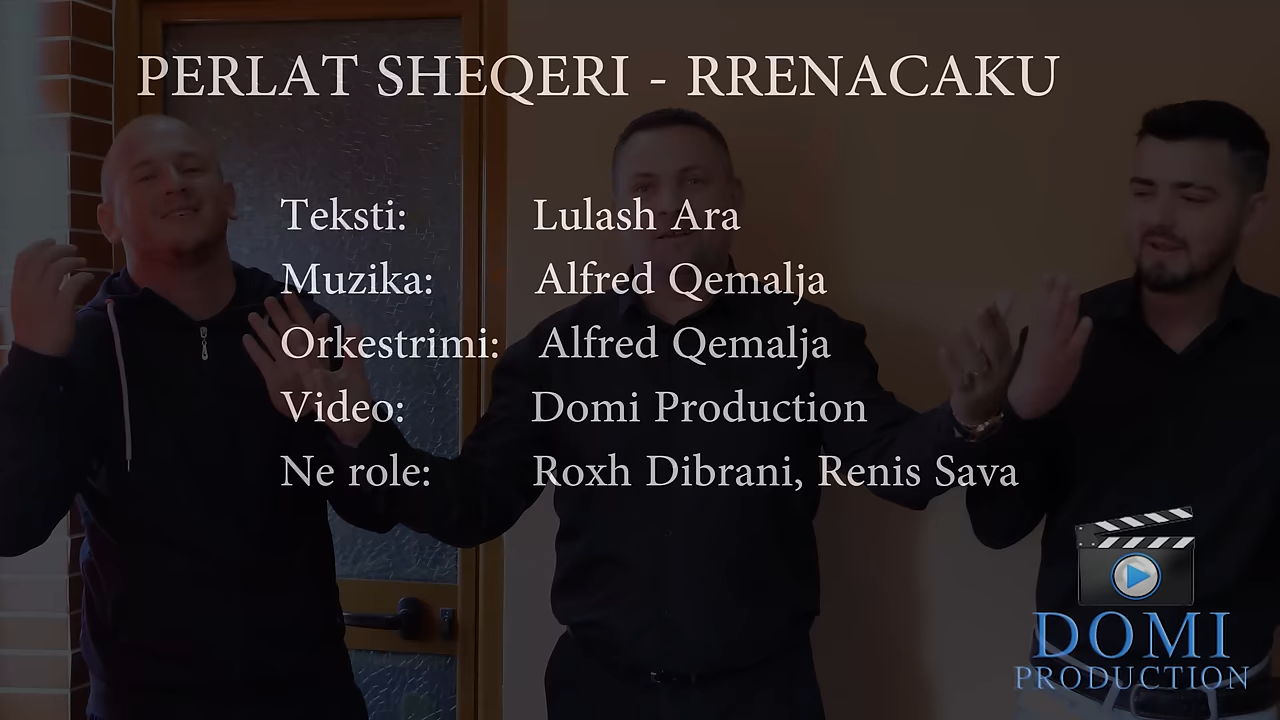 PERLAT SHEQERI - RRENACAKU
Teksti: Lulash Ara
Muzika: Alfred Qemalja
Orkestrimi: Alfred Qemalja
Video: Domi Production
Ne role: Roxh Dibrani, Renis Sava
DOMI
PRODUCTION